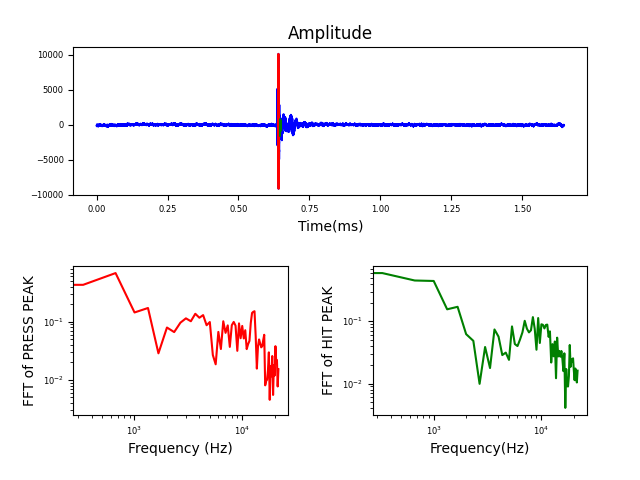 Amplitude
10000
5000
0
−5000
−10000
0.00 0.25 0.50 0.75 1.00 1.25 1.50
Time(ms)
FFT of PRESS PEAK
10⁻¹
10⁻²
10³ 10⁴
Frequency (Hz)
FFT of HIT PEAK
10⁻¹
10⁻²
10³ 10⁴
Frequency(Hz)